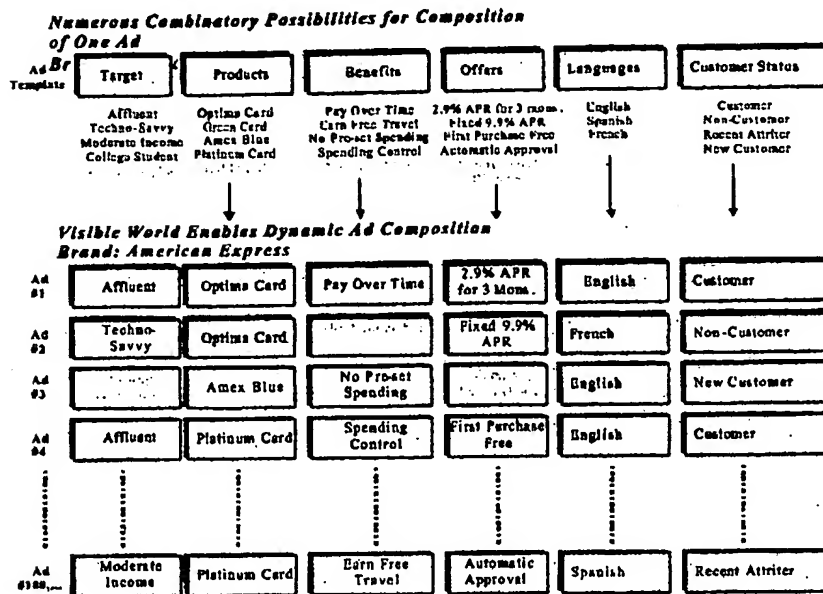 Numerous Combinatory Possibilities for Composition
of One Ad
Br
Ad
Template
Target
Products
Benefits
Offers
Languages
Customer Status
Affluent
Techno-Savvy
Moderate Income
College Student
Optima Card
Green Card
Amex Blue
Platinum Card
Pay Over Time
Earn Free Travel
No Pre-set Spending
Spending Control
2.9% APR for 3 mons.
Fixed 9.9% APR
First Purchase Free
Automatic Approval
English
Spanish
French
Customer
Non-Customer
Recent Attriter
New Customer
Visible World Enables Dynamic Ad Composition
Brand: American Express
Ad
#1
Affluent
Optima Card
Pay Over Time
2.9% APR
for 3 Mons.
English
Customer
Ad
#2
Techno-
Savvy
Optima Card
Fixed 9.9%
APR
French
Non-Customer
Ad
#3
Amex Blue
No Pre-set
Spending
English
New Customer
Ad
#4
Affluent
Platinum Card
Spending
Control
First Purchase
Free
English
Customer
Ad
Moderate
Income
Platinum Card
Earn Free
Travel
Automatic
Approval
Spanish
Recent Attriter